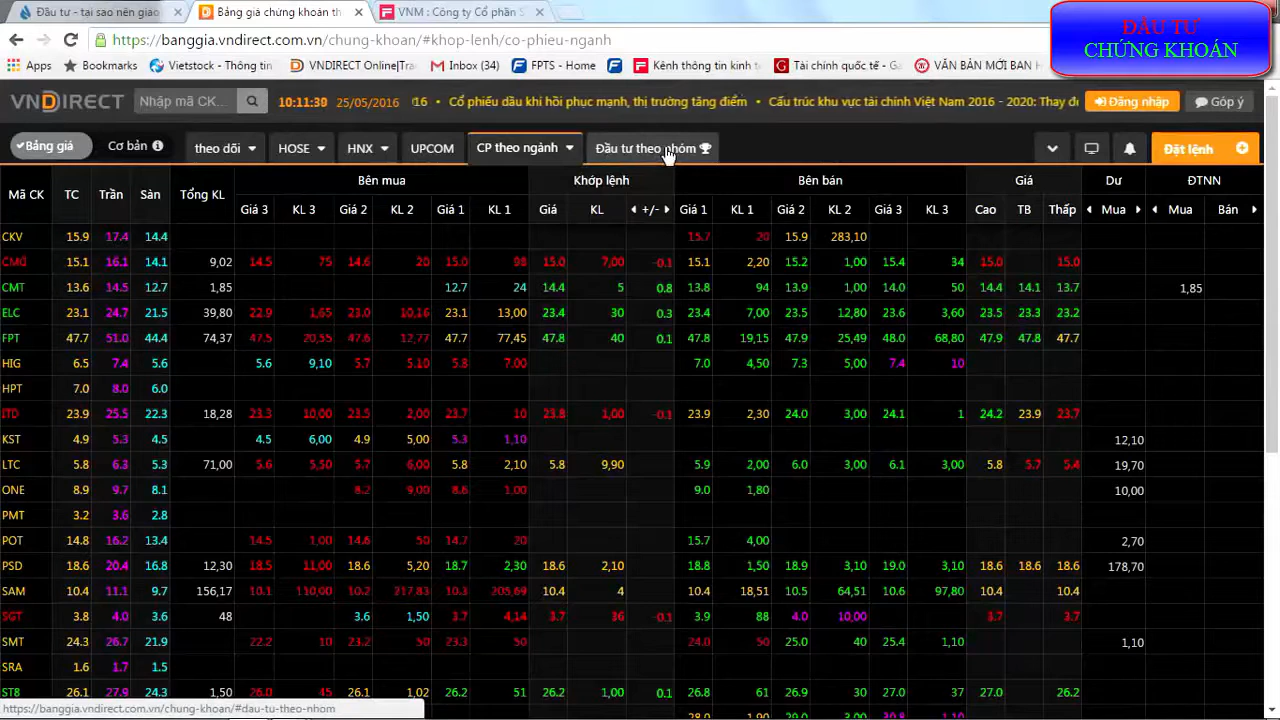 Đầu tư - tại sao nên giao
Bảng giá chứng khoán th
VNM : Công ty Cổ phần S
ĐẦU TƯ
CHỨNG KHOÁN
https://banggia.vndirect.com.vn/chung-khoan/#khop-lenh/co-phieu-nganh
Apps Bookmarks Vietstock - Thông tin VNDIRECT Online|Tra Inbox (34) FPTS - Home Kênh thông tin kinh t Tài chính quốc tế - Ga VĂN BẢN MỚI BAN H
VNDIRECT Nhập mã CK... 10:11:30 25/05/2016 '16 • Cổ phiếu dầu khí hồi phục mạnh, thị trường tăng điểm • Cấu trúc khu vực tài chính Việt Nam 2016 - 2020: Thay đ Đăng nhập Góp ý
Bảng giá Cơ bản theo dõi HOSE HNX UPCOM CP theo ngành Đầu tư theo nhóm Đặt lệnh
Mã CK TC Trần Sàn Tổng KL Bên mua Khớp lệnh Bên bán Giá Dư ĐTNN
Giá 3 KL 3 Giá 2 KL 2 Giá 1 KL 1 Giá KL +/- Giá 1 KL 1 Giá 2 KL 2 Giá 3 KL 3 Cao TB Thấp Mua Mua Bán
CKV 15.9 17.4 14.4 15.7 20 15.9 283,10
CMG 15.1 16.1 14.1 9,02 14.5 75 14.6 20 15.0 98 15.0 7,00 -0.1 15.1 2,20 15.2 1,00 15.4 34 15.0 15.0
CMT 13.6 14.5 12.7 1,85 12.7 24 14.4 5 0.8 13.8 94 13.9 1,00 14.0 50 14.4 14.1 13.7 1,85
ELC 23.1 24.7 21.5 39,80 22.9 1,65 23.0 10,16 23.1 13,00 23.4 30 0.3 23.4 7,00 23.5 12,80 23.6 3,60 23.5 23.3 23.2
FPT 47.7 51.0 44.4 74,37 47.5 20,55 47.6 12,77 47.7 77,45 47.8 40 0.1 47.8 19,15 47.9 25,49 48.0 68,80 47.9 47.8 47.7
HIG 6.5 7.4 5.6 5.6 9,10 5.7 5,10 5.8 7,00 7.0 4,50 7.3 5,00 7.4 10
HPT 7.0 8.0 6.0
ITD 23.9 25.5 22.3 18,28 23.3 10,00 23.5 2,00 23.7 10 23.8 1,00 -0.1 23.9 2,30 24.0 3,00 24.1 1 24.2 23.9 23.7
KST 4.9 5.3 4.5 4.5 6,00 4.9 5,00 5.3 1,10 12,10
LTC 5.8 6.3 5.3 71,00 5.6 5,50 5.7 6,00 5.8 2,10 5.8 9,90 5.9 2,00 6.0 3,00 6.1 3,00 5.8 5.7 5.4 19,70
ONE 8.9 9.7 8.1 8.2 9,00 8.6 1,00 9.0 1,80 10,00
PMT 3.2 3.6 2.8
POT 14.8 16.2 13.4 14.5 1,00 14.6 50 14.7 20 15.7 4,00 2,70
PSD 18.6 20.4 16.8 12,30 18.5 11,00 18.6 5,20 18.7 2,30 18.6 2,10 18.8 1,50 18.9 3,10 19.0 3,10 18.6 18.6 18.6 178,70
SAM 10.4 11.1 9.7 156,17 10.1 110,00 10.2 217,83 10.3 205,69 10.4 4 10.4 18,51 10.5 64,51 10.6 97,80 10.4 10.4
SGT 3.8 4.0 3.6 48 3.6 1,50 3.7 4,14 3.7 36 -0.1 3.9 88 4.0 10,00 3.7 3.7
SMT 24.3 26.7 21.9 22.2 10 23.2 50 23.3 50 24.0 50 25.0 40 25.4 1,10 1,10
SRA 1.6 1.7 1.5
ST8 26.1 27.9 24.3 1,50 26.0 45 26.1 1,02 26.2 51 26.2 1,00 0.1 26.8 61 26.9 30 27.0 37 27.0 26.2
https://banggia.vndirect.com.vn/chung-khoan/#dau-tu-theo-nhom
28.0 1,90 29.0 2,00 30.8 1,10